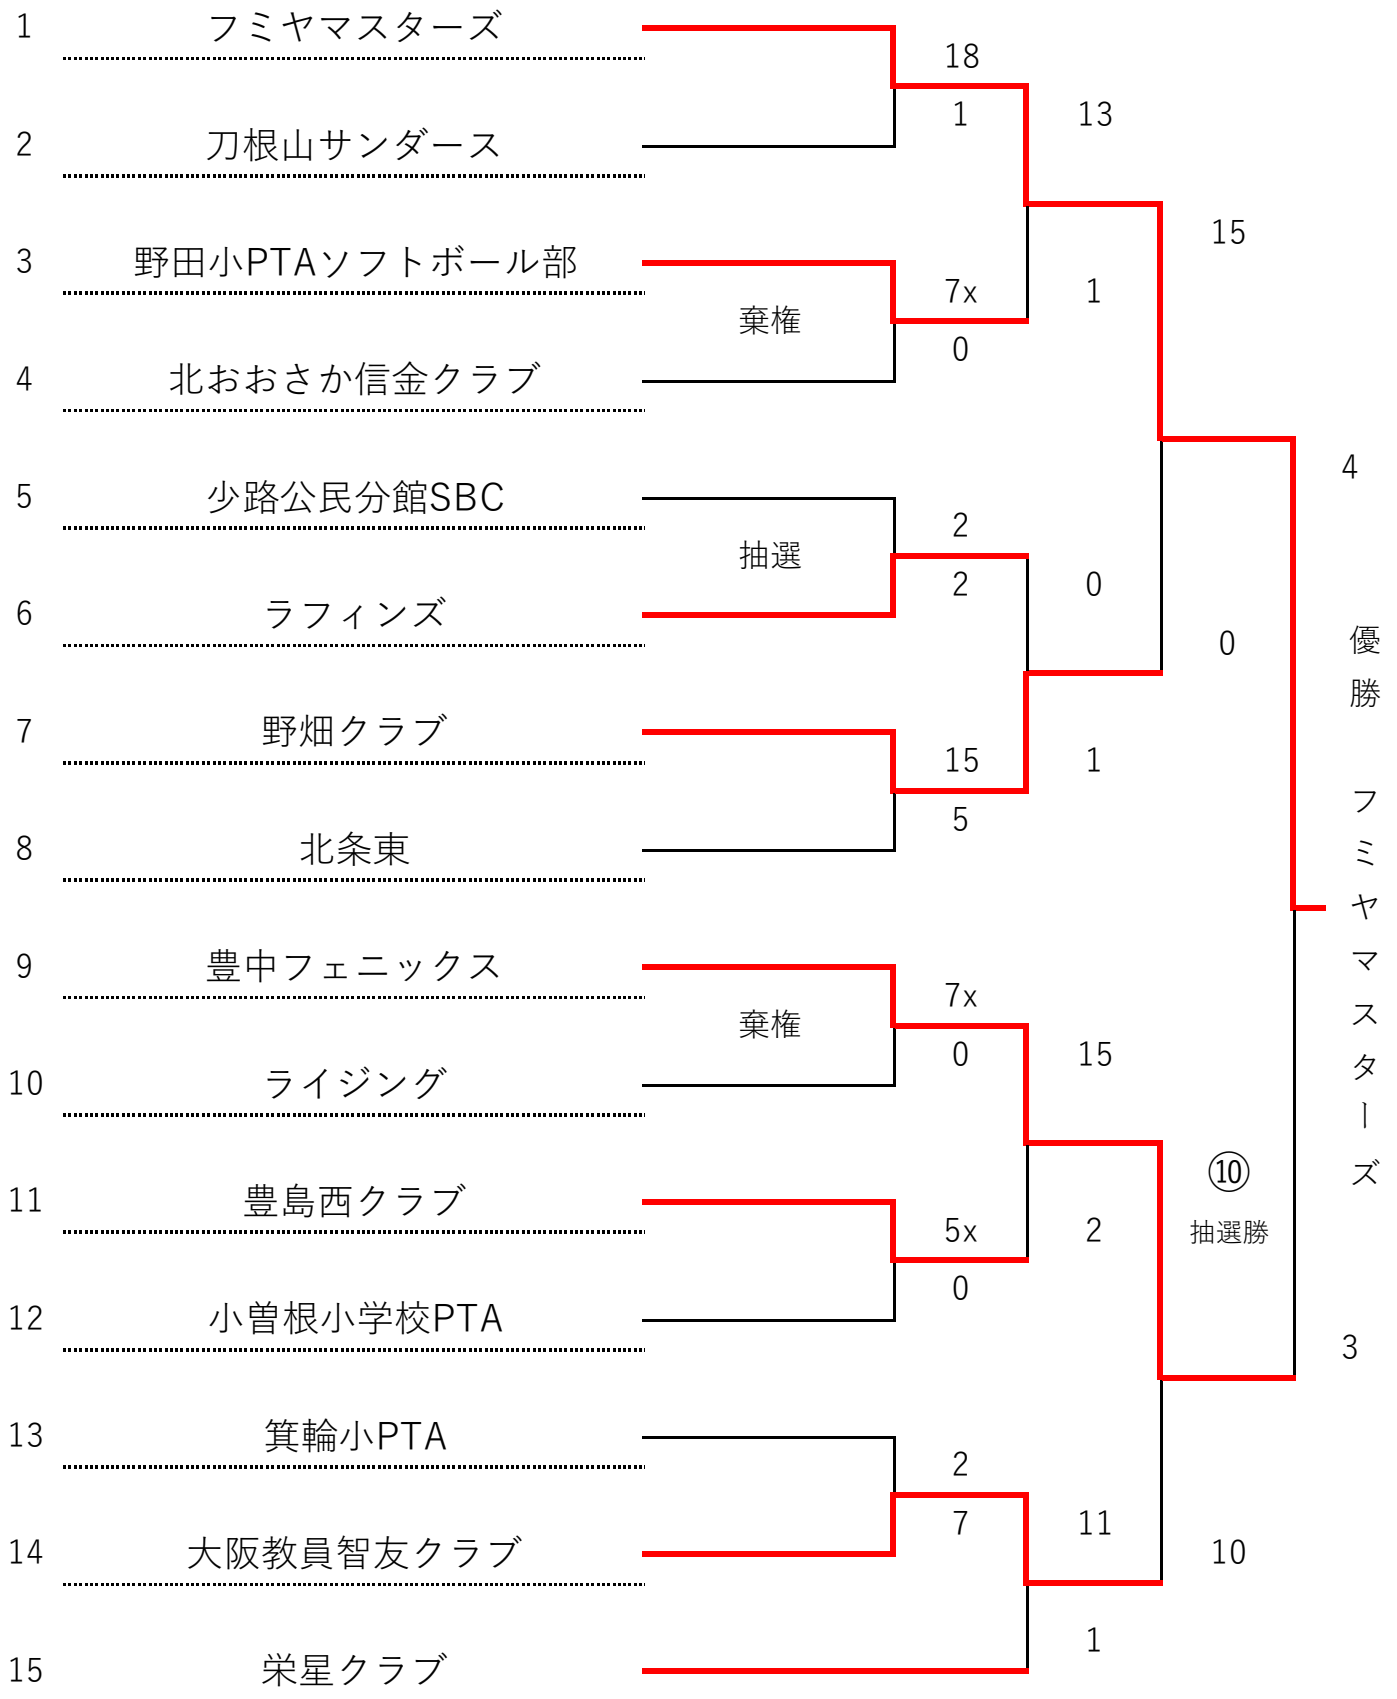 1 フミヤマスターズ
18
1
13
2 刀根山サンダース
15
3 野田小PTAソフトボール部
棄権
7x
0
1
4 北おおさか信金クラブ
4
5 少路公民分館SBC
抽選
2
2
0
6 ラフィンズ
0
7 野畑クラブ
15
5
1
8 北条東
優勝 フミヤマスターズ
9 豊中フェニックス
棄権
7x
0
15
10 ライジング
⑩
抽選勝
11 豊島西クラブ
5x
0
2
12 小曽根小学校PTA
3
13 箕輪小PTA
2
7
11
14 大阪教員智友クラブ
10
1
15 栄星クラブ